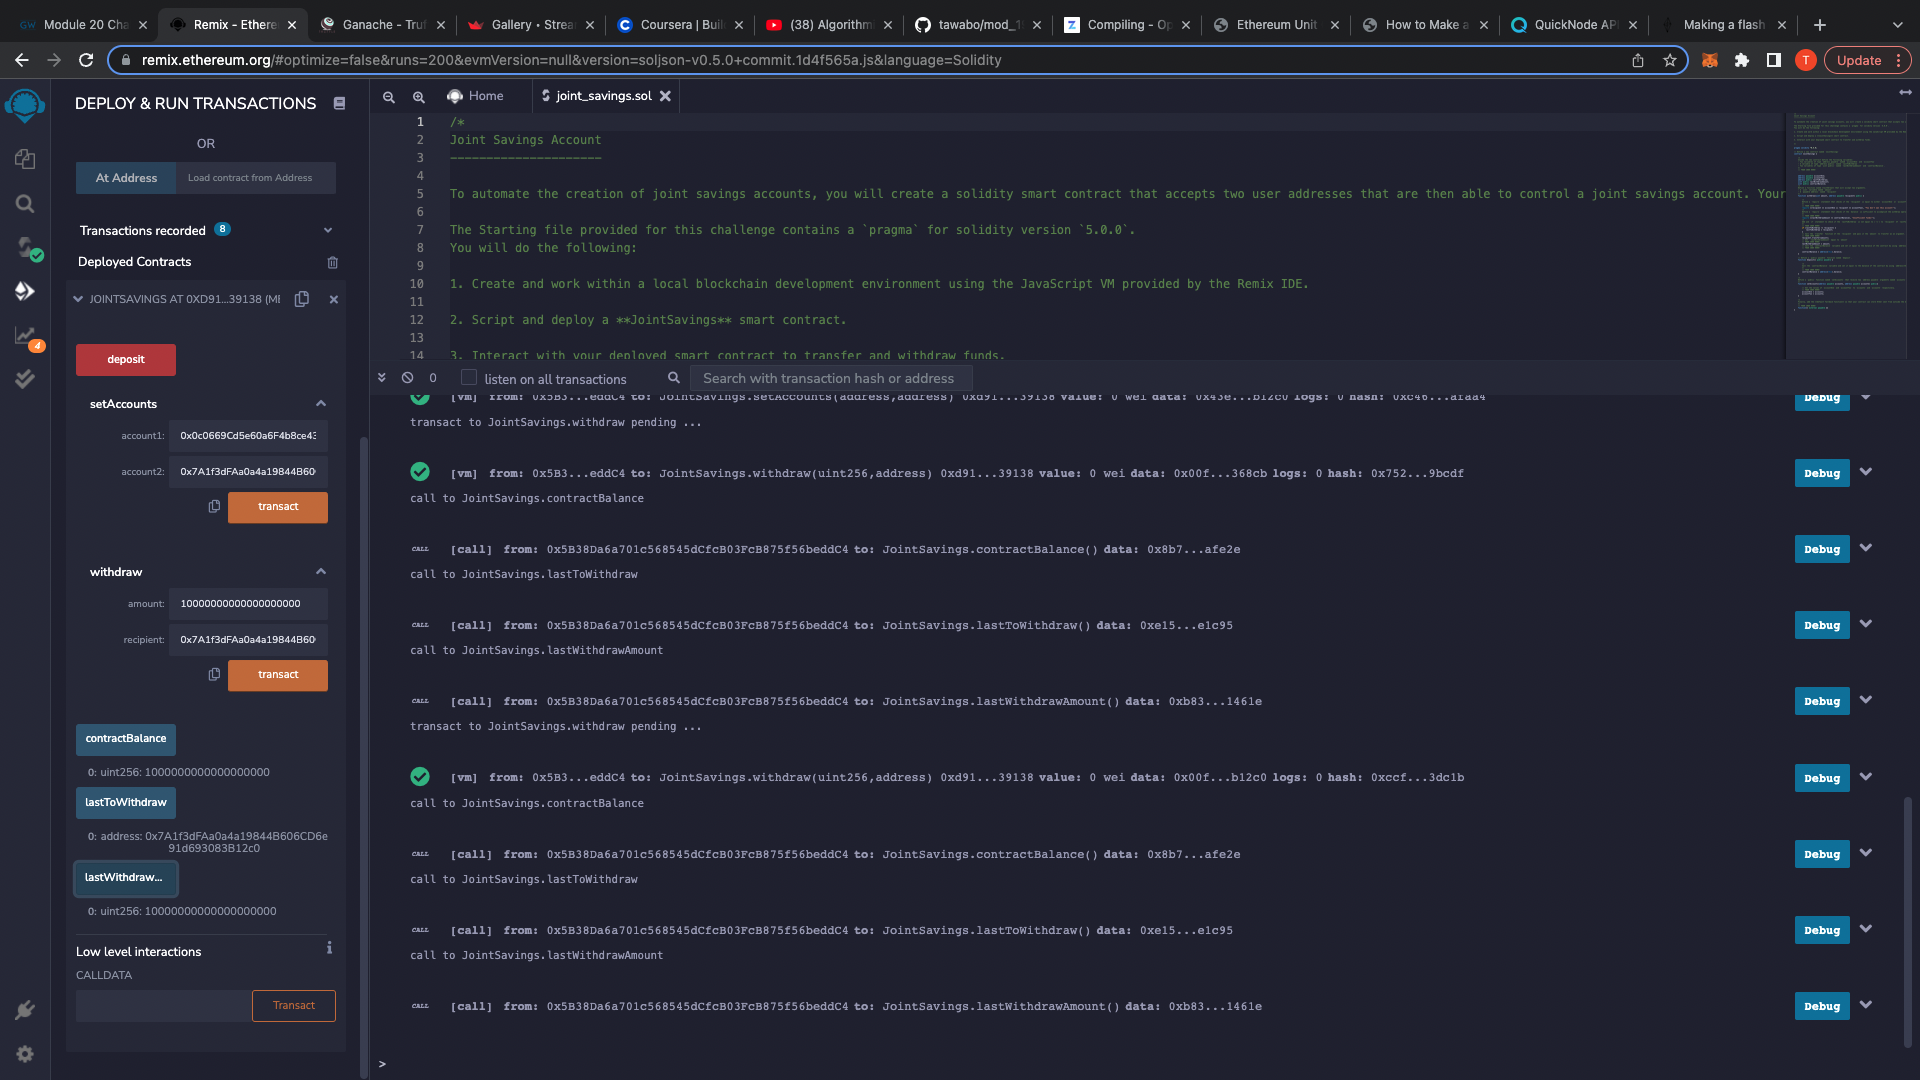 Module 20 Cha
Remix - Ethere
Ganache - Truf
Gallery • Strea
Coursera | Buil
(38) Algorithm
tawabo/mod_1
Compiling - Op
Ethereum Unit
How to Make a
QuickNode API
Making a flash
remix.ethereum.org/#optimize=false&runs=200&evmVersion=null&version=soljson-v0.5.0+commit.1d4f565a.js&language=Solidity
T
Update
DEPLOY & RUN TRANSACTIONS
OR
At Address
Load contract from Address
Transactions recorded 8
Deployed Contracts
JOINTSAVINGS AT 0XD91...39138 (ME
4
deposit
setAccounts
account1: 0x0c0669Cd5e60a6F4b8ce43
account2: 0x7A1f3dFAa0a4a19844B60
transact
withdraw
amount: 10000000000000000000
recipient: 0x7A1f3dFAa0a4a19844B60
transact
contractBalance
0: uint256: 1000000000000000000
lastToWithdraw
0: address: 0x7A1f3dFAa0a4a19844B606CD6e
91d693083B12c0
lastWithdraw...
0: uint256: 10000000000000000000
Low level interactions
CALLDATA
Transact
Home
joint_savings.sol
1 /*
2 Joint Savings Account
3 ---------------------
4
5 To automate the creation of joint savings accounts, you will create a solidity smart contract that accepts two user addresses that are then able to control a joint savings account. Your
6
7 The Starting file provided for this challenge contains a `pragma` for solidity version `5.0.0`.
8 You will do the following:
9
10 1. Create and work within a local blockchain development environment using the JavaScript VM provided by the Remix IDE.
11
12 2. Script and deploy a **JointSavings** smart contract.
13
14 3. Interact with your deployed smart contract to transfer and withdraw funds.
0
listen on all transactions
Search with transaction hash or address
[vm] from: 0x5B3...eddC4 to: JointSavings.setAccounts(address,address) 0xd91...39138 value: 0 wei data: 0x43e...b12c0 logs: 0 hash: 0xc46...afaa4
Debug
transact to JointSavings.withdraw pending ...
[vm] from: 0x5B3...eddC4 to: JointSavings.withdraw(uint256,address) 0xd91...39138 value: 0 wei data: 0x00f...368cb logs: 0 hash: 0x752...9bcdf
Debug
call to JointSavings.contractBalance
CALL [call] from: 0x5B38Da6a701c568545dCfcB03FcB875f56beddC4 to: JointSavings.contractBalance() data: 0x8b7...afe2e
Debug
call to JointSavings.lastToWithdraw
CALL [call] from: 0x5B38Da6a701c568545dCfcB03FcB875f56beddC4 to: JointSavings.lastToWithdraw() data: 0xe15...e1c95
Debug
call to JointSavings.lastWithdrawAmount
CALL [call] from: 0x5B38Da6a701c568545dCfcB03FcB875f56beddC4 to: JointSavings.lastWithdrawAmount() data: 0xb83...1461e
Debug
transact to JointSavings.withdraw pending ...
[vm] from: 0x5B3...eddC4 to: JointSavings.withdraw(uint256,address) 0xd91...39138 value: 0 wei data: 0x00f...b12c0 logs: 0 hash: 0xccf...3dc1b
Debug
call to JointSavings.contractBalance
CALL [call] from: 0x5B38Da6a701c568545dCfcB03FcB875f56beddC4 to: JointSavings.contractBalance() data: 0x8b7...afe2e
Debug
call to JointSavings.lastToWithdraw
CALL [call] from: 0x5B38Da6a701c568545dCfcB03FcB875f56beddC4 to: JointSavings.lastToWithdraw() data: 0xe15...e1c95
Debug
call to JointSavings.lastWithdrawAmount
CALL [call] from: 0x5B38Da6a701c568545dCfcB03FcB875f56beddC4 to: JointSavings.lastWithdrawAmount() data: 0xb83...1461e
Debug
>